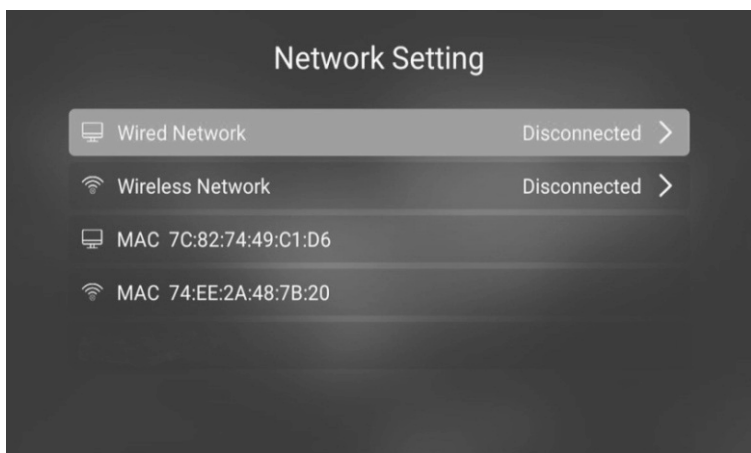 Network Setting
Wired Network Disconnected
Wireless Network Disconnected
MAC 7C:82:74:49:C1:D6
MAC 74:EE:2A:48:7B:20